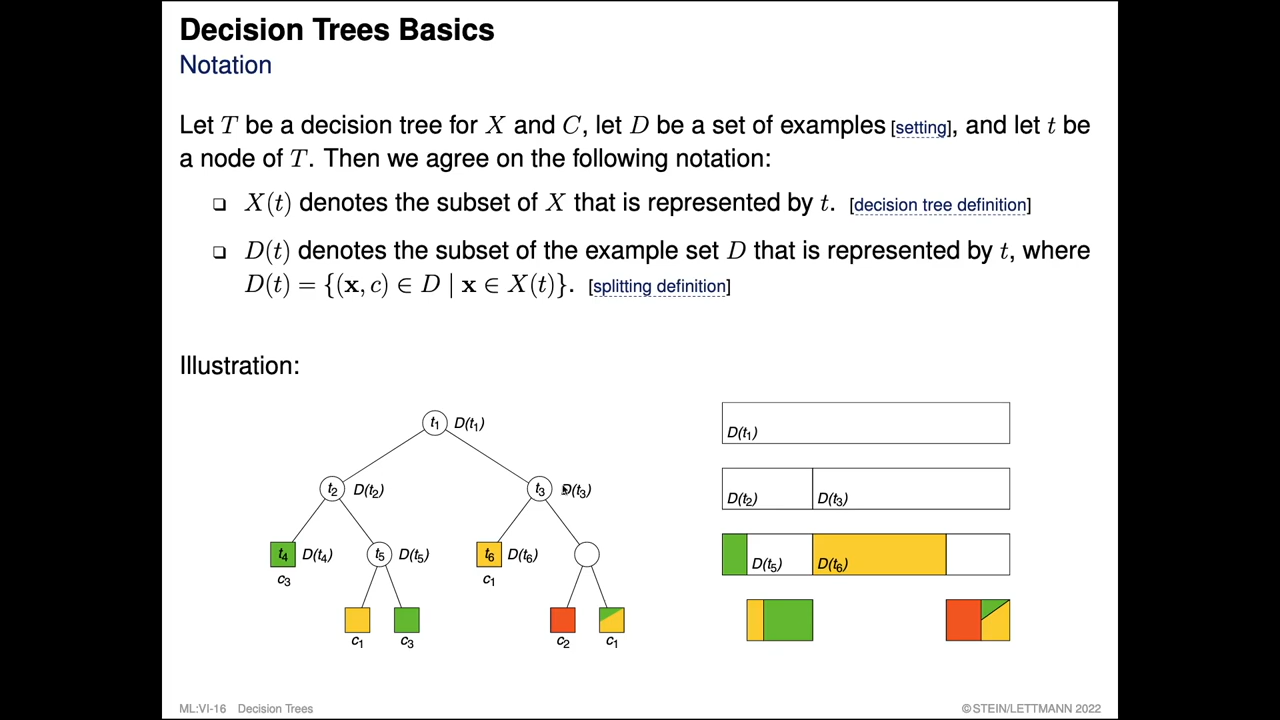 Decision Trees Basics
Notation
Let T be a decision tree for X and C, let D be a set of examples [setting], and let t be
a node of T. Then we agree on the following notation:
❑ X(t) denotes the subset of X that is represented by t. [decision tree definition]
❑ D(t) denotes the subset of the example set D that is represented by t, where
D(t) = {(x, c) ∈ D | x ∈ X(t)}. [splitting definition]
Illustration:
t₁ D(t₁)
D(t₁)
t₂ D(t₂) t₃ D(t₃)
D(t₂) D(t₃)
t₄ D(t₄) t₅ D(t₅) t₆ D(t₆)
D(t₅) D(t₆)
c₃ c₁
c₁ c₃ c₂ c₁
ML:VI-16 Decision Trees
©STEIN/LETTMANN 2022